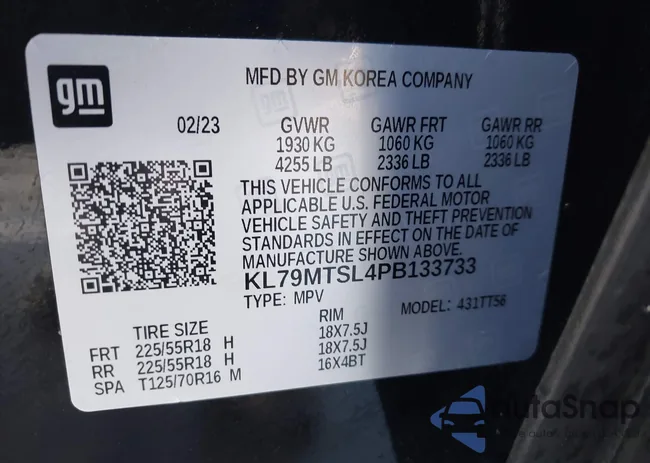 gm
MFD BY GM KOREA COMPANY
02/23 GVWR GAWR FRT GAWR RR
1930 KG 1060 KG 1060 KG
4255 LB 2336 LB 2336 LB
THIS VEHICLE CONFORMS TO ALL
APPLICABLE U.S. FEDERAL MOTOR
VEHICLE SAFETY AND THEFT PREVENTION
STANDARDS IN EFFECT ON THE DATE OF
MANUFACTURE SHOWN ABOVE.
KL79MTSL4PB133733
TYPE: MPV MODEL: 431TT56
TIRE SIZE RIM
FRT 225/55R18 H 18X7.5J
RR 225/55R18 H 18X7.5J
SPA T125/70R16 M 16X4BT
AutaSnap